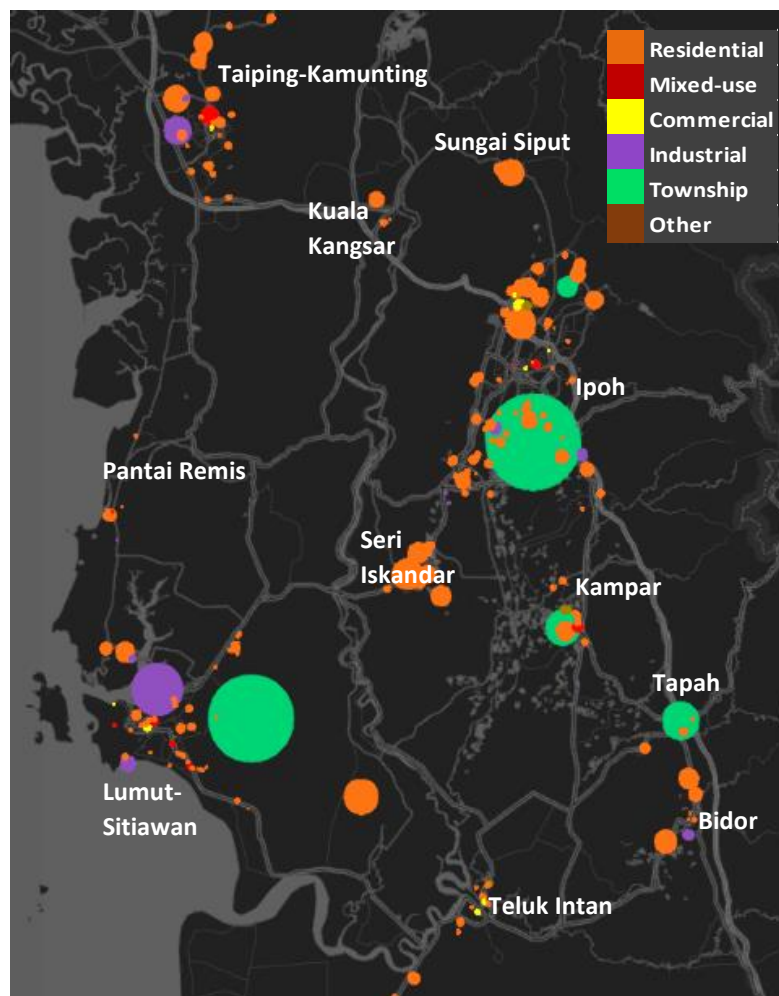 Taiping-Kamunting
Residential
Mixed-use
Commercial
Industrial
Township
Other
Sungai Siput
Kuala
Kangsar
Ipoh
Pantai Remis
Seri
Iskandar
Kampar
Tapah
Lumut-
Sitiawan
Bidor
Teluk Intan